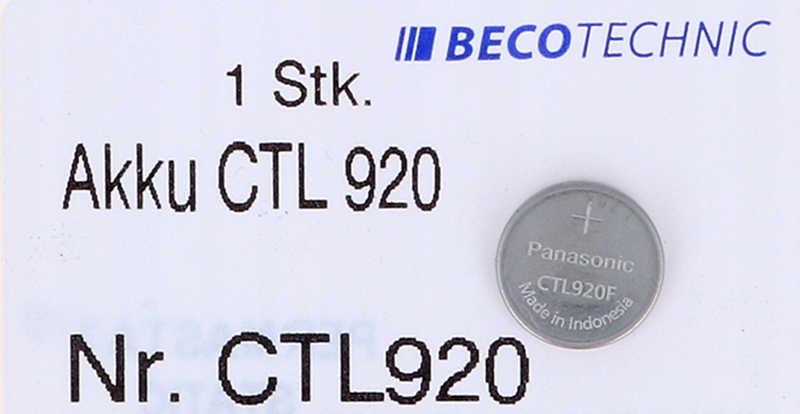 BECOTECHNIC
1 Stk.
Akku CTL 920
+
Panasonic
CTL920F
Made in Indonesia
Nr. CTL920